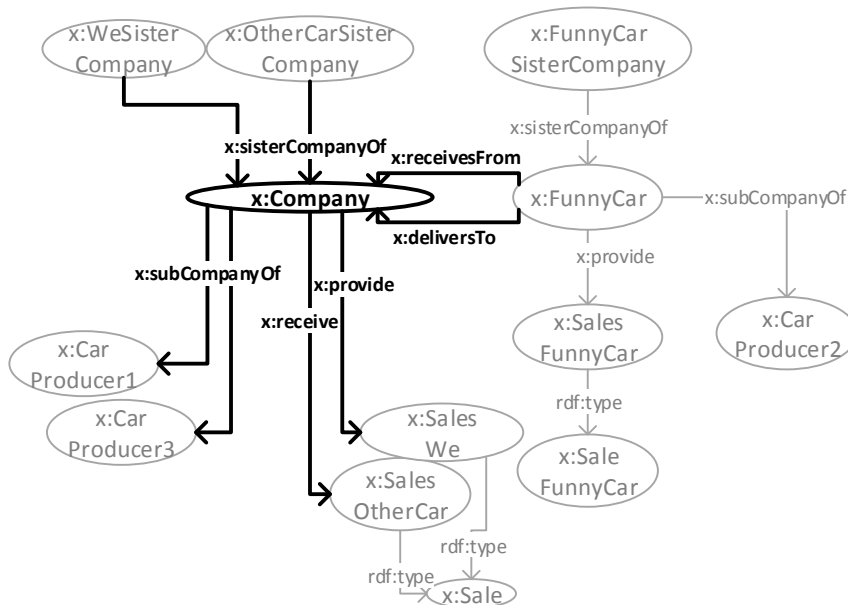 x:WeSister
Company
x:OtherCarSister
Company
x:FunnyCar
SisterCompany
x:sisterCompanyOf
x:sisterCompanyOf
x:receivesFrom
x:Company
x:FunnyCar
x:subCompanyOf
x:deliversTo
x:subCompanyOf
x:provide
x:provide
x:receive
x:Sales
FunnyCar
x:Car
Producer2
x:Car
Producer1
rdf:type
x:Car
Producer3
x:Sales
We
x:Sale
FunnyCar
x:Sales
OtherCar
rdf:type
rdf:type
x:Sale